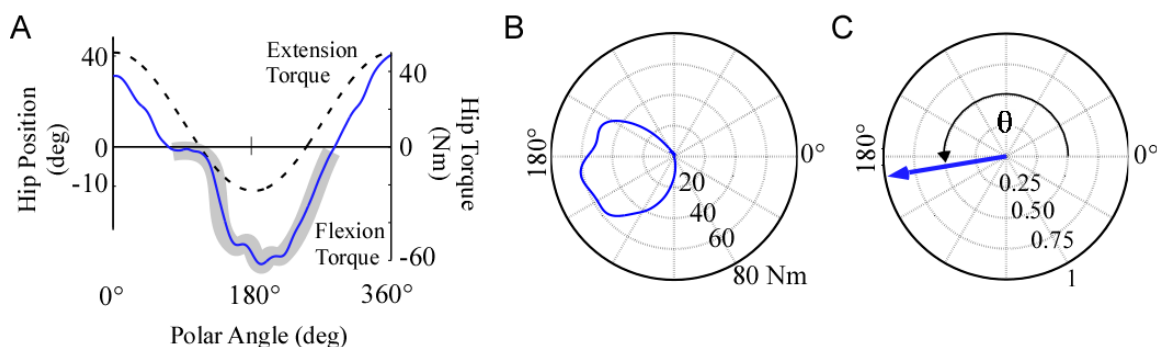 A
Hip Position
(deg)
40
0
-10
Extension
Torque
Flexion
Torque
40
0
-60
Hip Torque
(Nm)
0°
180°
360°
Polar Angle (deg)
B
180°
0°
20
40
60
80 Nm
C
θ
180°
0°
0.25
0.50
0.75
1